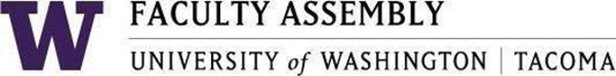 W
FACULTY ASSEMBLY
UNIVERSITY of WASHINGTON | TACOMA